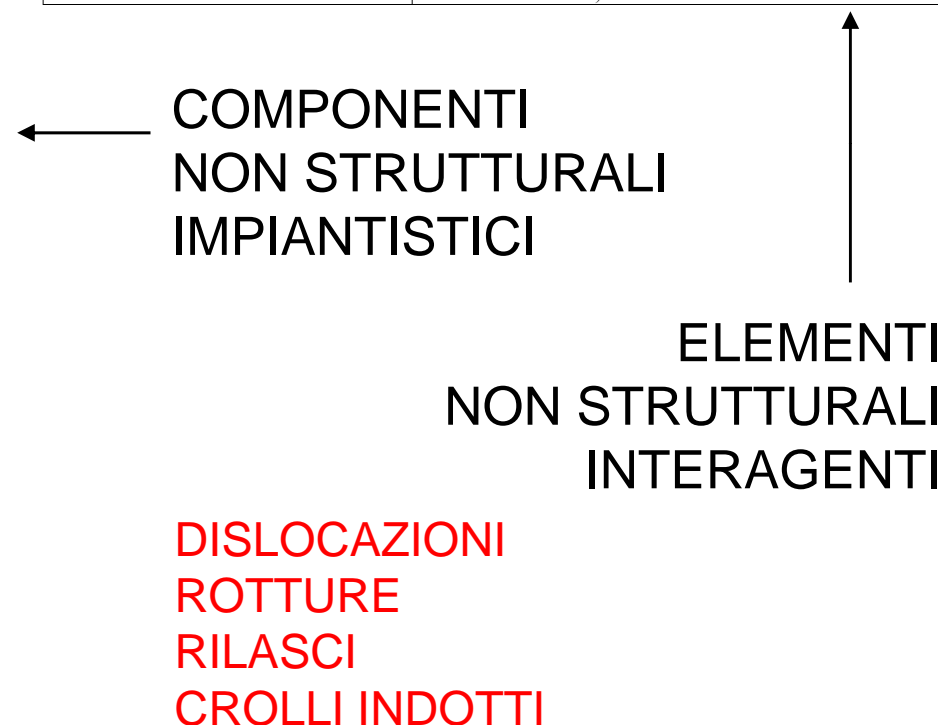 COMPONENTI
NON STRUTTURALI
IMPIANTISTICI
ELEMENTI
NON STRUTTURALI
INTERAGENTI
DISLOCAZIONI
ROTTURE
RILASCI
CROLLI INDOTTI